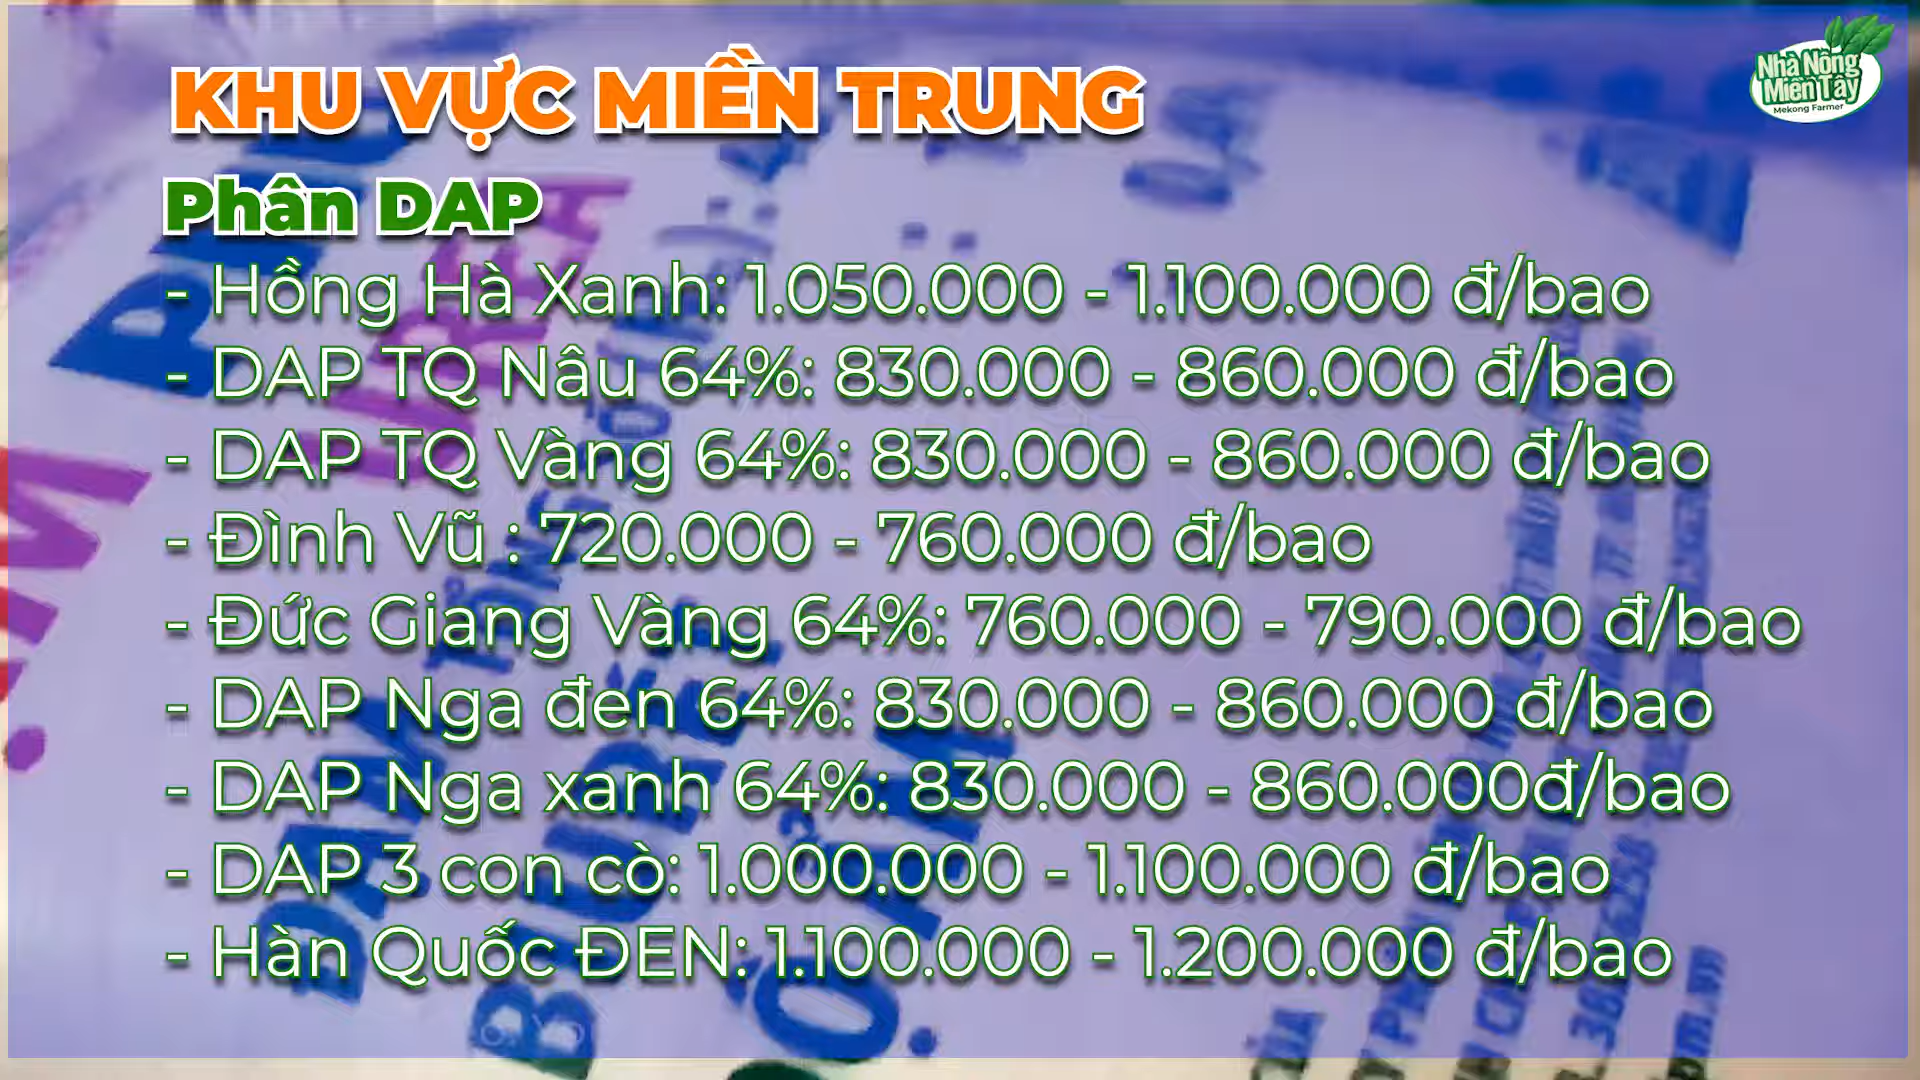 KHU VỰC MIỀN TRUNG
Nhà Nông
Miền Tây
Mekong Farmer
Phân DAP
- Hồng Hà Xanh: 1.050.000 - 1.100.000 đ/bao
- DAP TQ Nâu 64%: 830.000 - 860.000 đ/bao
- DAP TQ Vàng 64%: 830.000 - 860.000 đ/bao
- Đình Vũ : 720.000 - 760.000 đ/bao
- Đức Giang Vàng 64%: 760.000 - 790.000 đ/bao
- DAP Nga đen 64%: 830.000 - 860.000 đ/bao
- DAP Nga xanh 64%: 830.000 - 860.000đ/bao
- DAP 3 con cò: 1.000.000 - 1.100.000 đ/bao
- Hàn Quốc ĐEN: 1.100.000 - 1.200.000 đ/bao
UREA
BIURET
ĐỘ ẨM